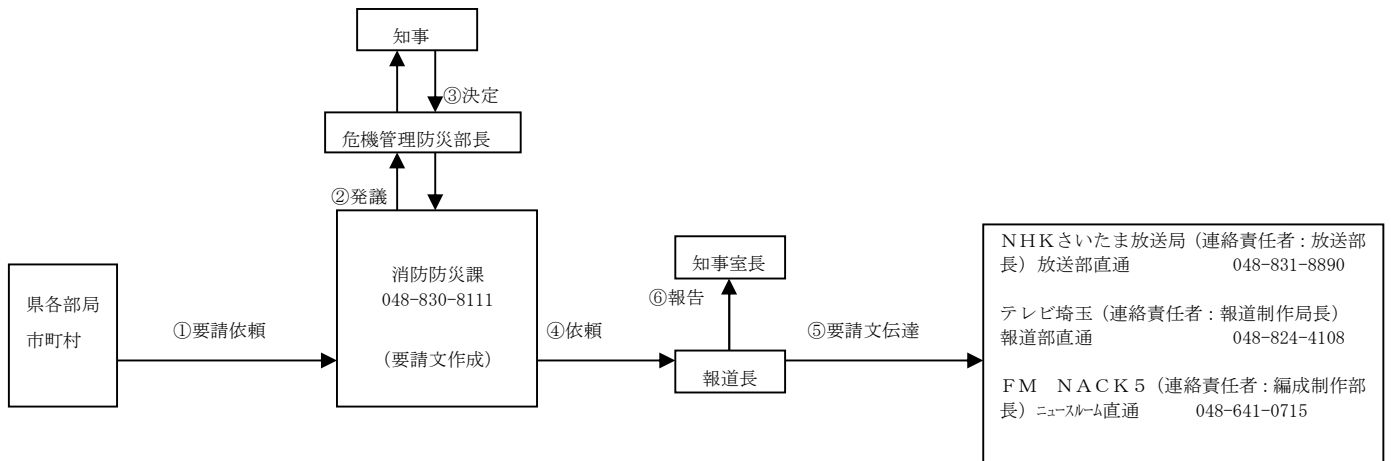 知事
③決定
危機管理防災部長
②発議
県各部局
市町村
①要請依頼
消防防災課
048-830-8111
(要請文作成)
④依頼
知事室長
⑥報告
報道長
⑤要請文伝達
ＮＨＫさいたま放送局（連絡責任者：放送部
長）放送部直通 048-831-8890
テレビ埼玉（連絡責任者：報道制作局長）
報道部直通 048-824-4108
ＦＭ　ＮＡＣＫ５（連絡責任者：編成制作部
長）ﾆｭｰｽﾙｰﾑ直通 048-641-0715